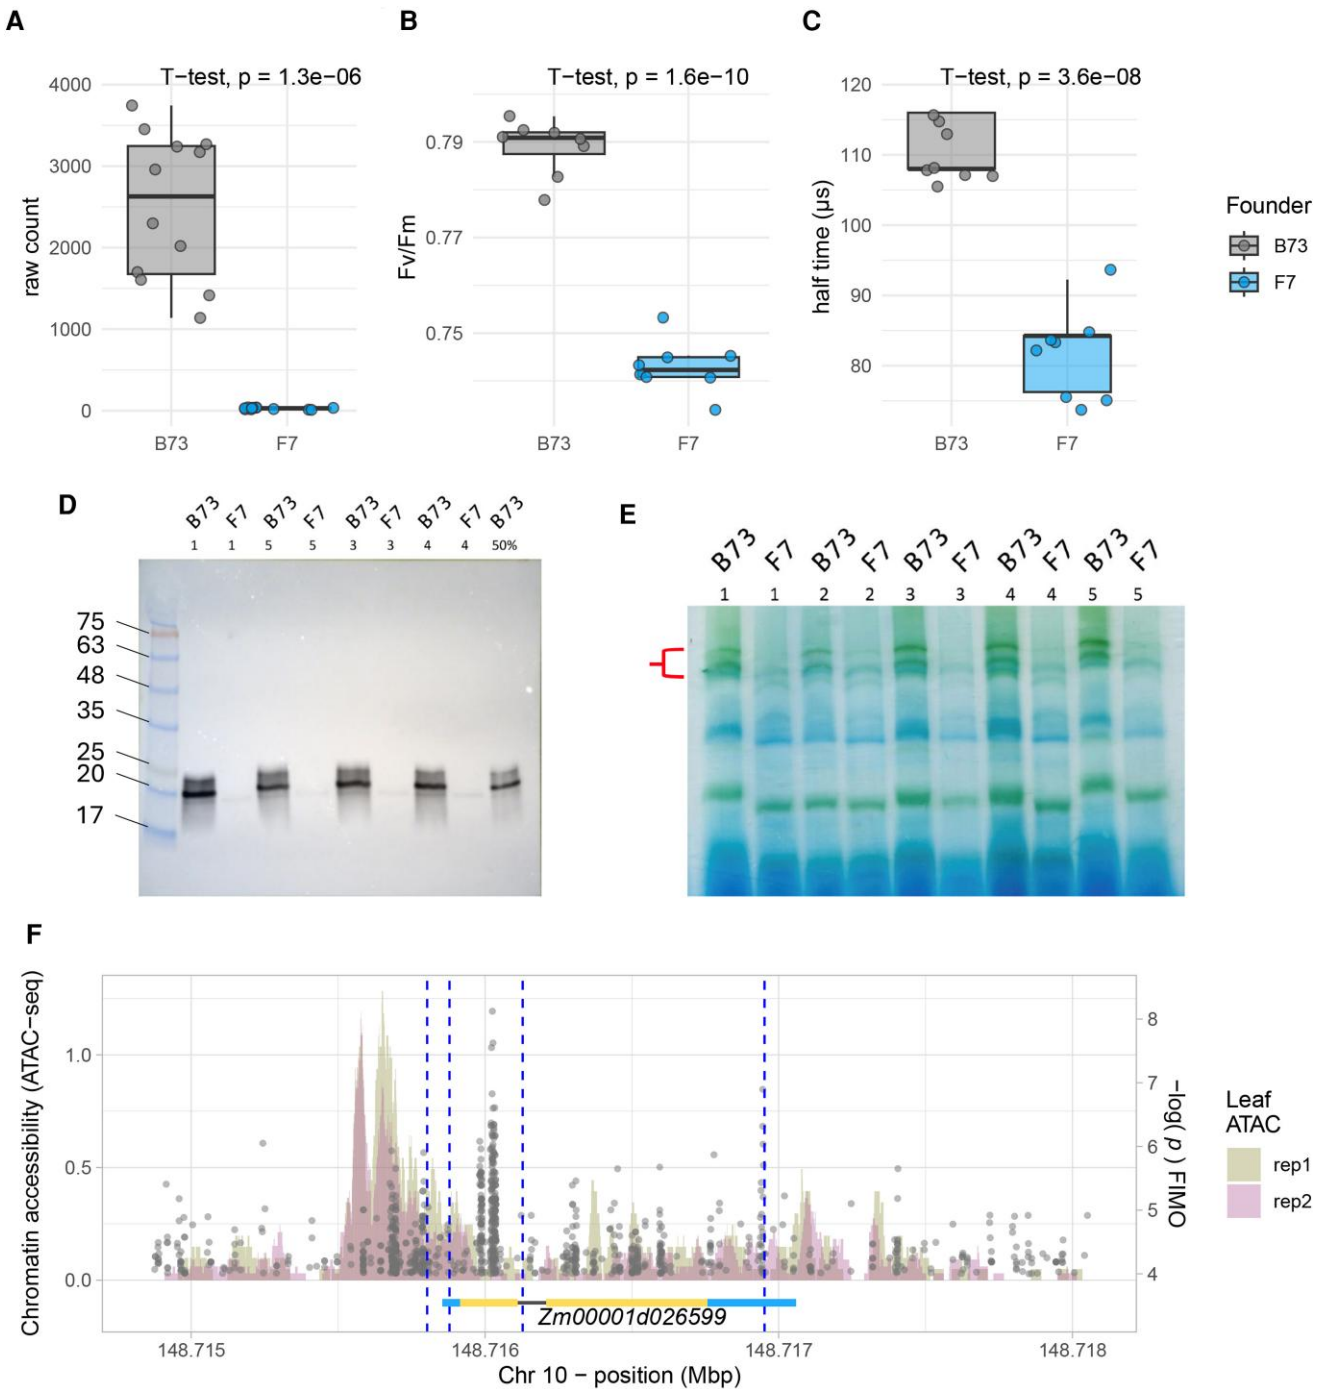 A
B
C
T−test, p = 1.3e−06
T−test, p = 1.6e−10
T−test, p = 3.6e−08
4000
3000
2000
1000
0
raw count
B73
F7
0.79
0.77
0.75
Fv/Fm
B73
F7
120
110
100
90
80
half time (µs)
B73
F7
Founder
B73
F7
D
B73 F7 B73 F7 B73 F7 B73 F7 B73
1 1 5 5 3 3 4 4 50%
75
63
48
35
25
20
17
E
B73 F7 B73 F7 B73 F7 B73 F7 B73 F7
1 1 2 2 3 3 4 4 5 5
F
Chromatin accessibility (ATAC−seq)
1.0
0.5
0.0
8
7
6
5
4
−log( p ) FIMO
Zm00001d026599
148.715
148.716
148.717
148.718
Chr 10 − position (Mbp)
Leaf
ATAC
rep1
rep2